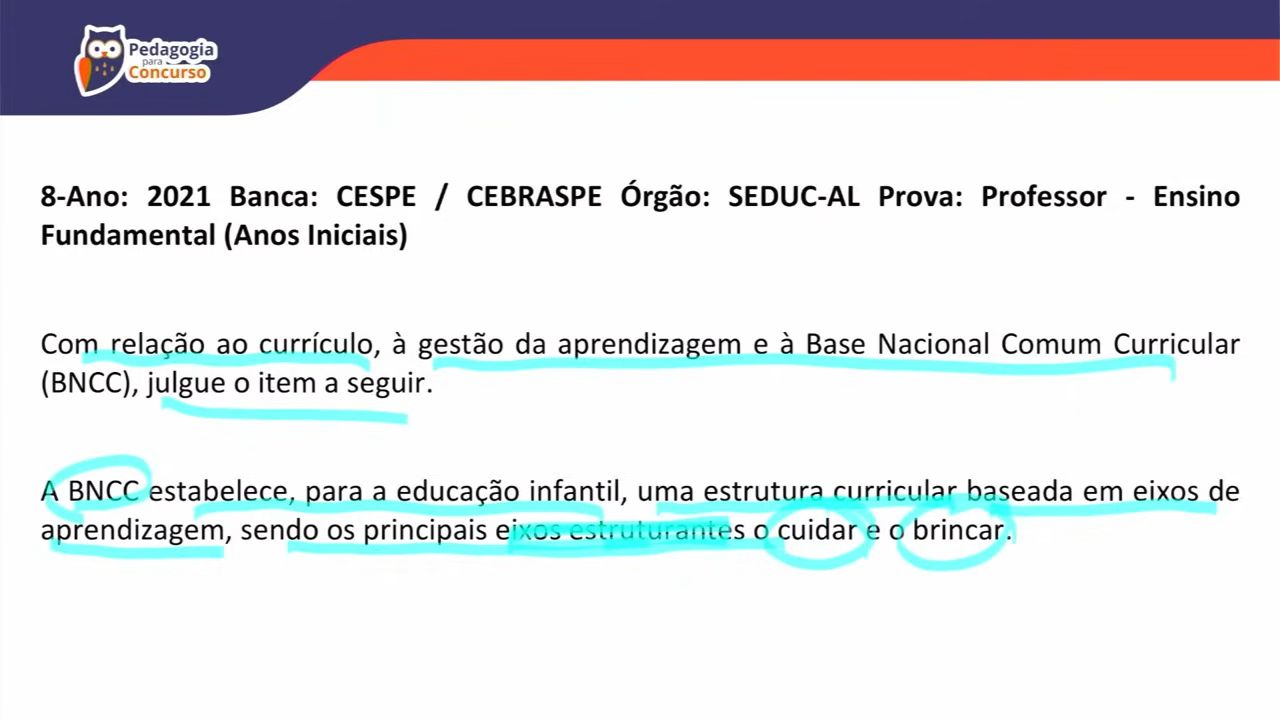 Pedagogia
para
Concurso
8-Ano: 2021 Banca: CESPE / CEBRASPE Órgão: SEDUC-AL Prova: Professor - Ensino
Fundamental (Anos Iniciais)
Com relação ao currículo, à gestão da aprendizagem e à Base Nacional Comum Curricular
(BNCC), julgue o item a seguir.
A BNCC estabelece, para a educação infantil, uma estrutura curricular baseada em eixos de
aprendizagem, sendo os principais eixos estruturantes o cuidar e o brincar.